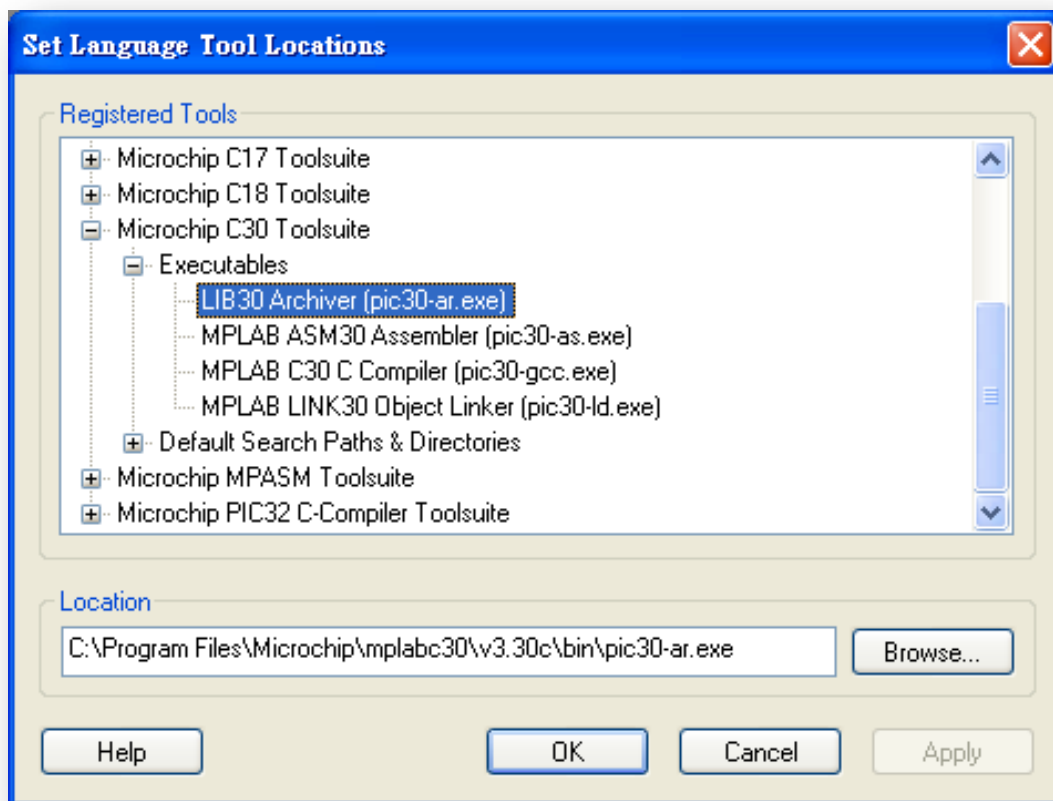 Set Language Tool Locations
Registered Tools
Microchip C17 Toolsuite
Microchip C18 Toolsuite
Microchip C30 Toolsuite
Executables
LIB30 Archiver (pic30-ar.exe)
MPLAB ASM30 Assembler (pic30-as.exe)
MPLAB C30 C Compiler (pic30-gcc.exe)
MPLAB LINK30 Object Linker (pic30-ld.exe)
Default Search Paths & Directories
Microchip MPASM Toolsuite
Microchip PIC32 C-Compiler Toolsuite
Location
C:\Program Files\Microchip\mplabc30\v3.30c\bin\pic30-ar.exe
Browse...
Help
OK
Cancel
Apply